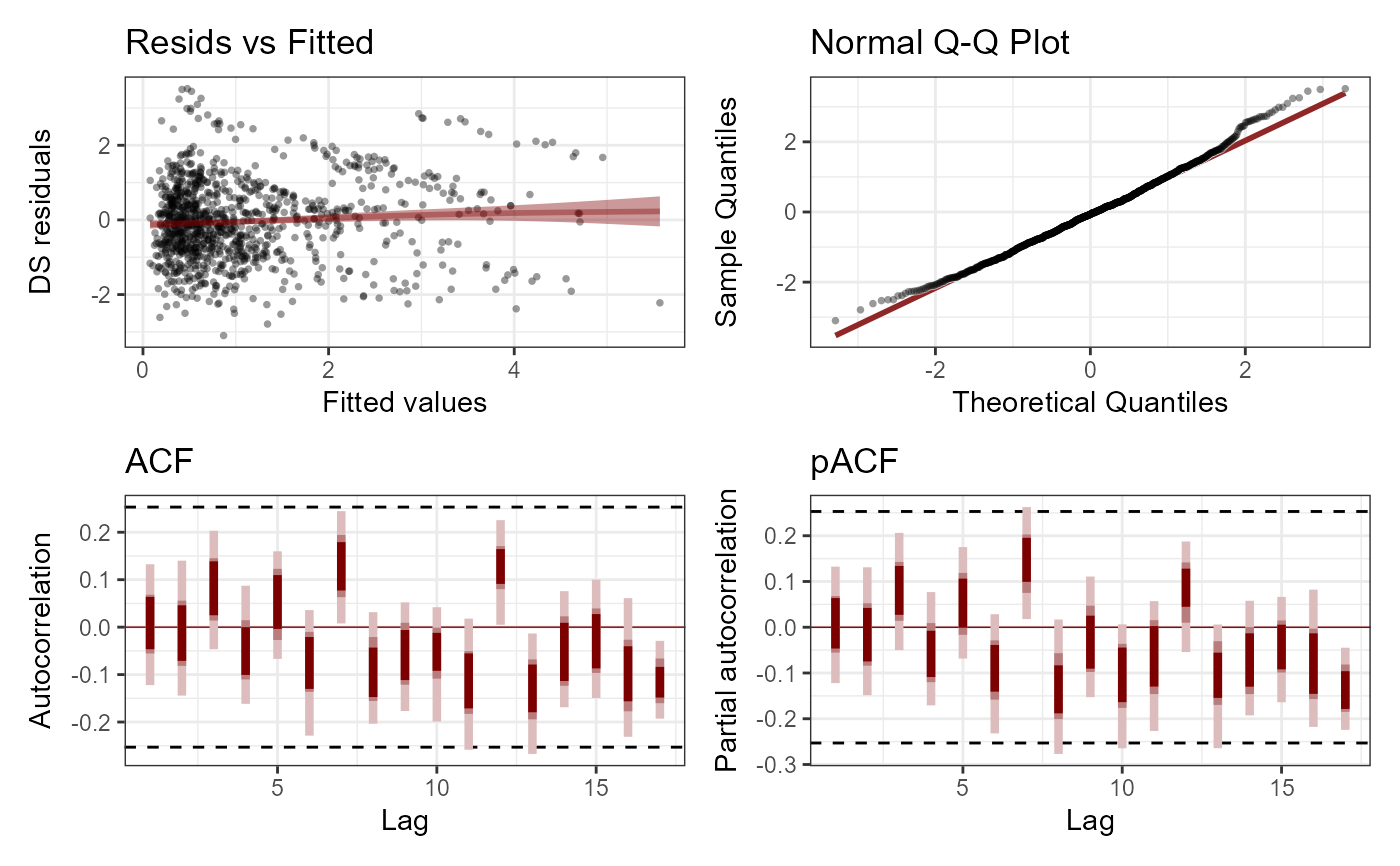 Resids vs Fitted
DS residuals
2
0
-2
0 2 4
Fitted values
Normal Q-Q Plot
Sample Quantiles
2
0
-2
-2 0 2
Theoretical Quantiles
ACF
Autocorrelation
0.2
0.1
0.0
-0.1
-0.2
5 10 15
Lag
pACF
Partial autocorrelation
0.2
0.1
0.0
-0.1
-0.2
-0.3
5 10 15
Lag